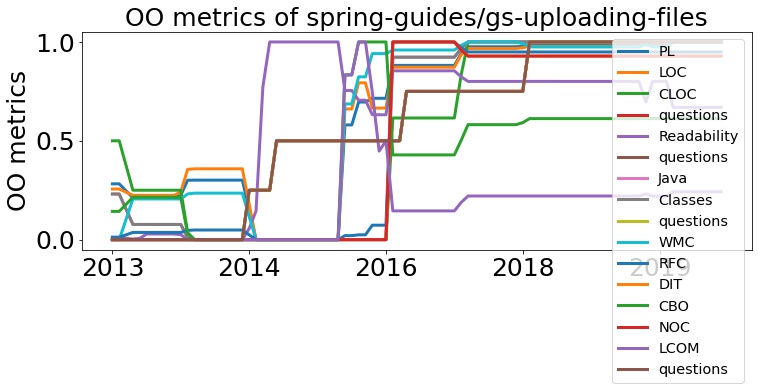 OO metrics of spring-guides/gs-uploading-files
OO metrics
1.0
0.5
0.0
2013
2014
2016
2018
2019
PL
LOC
CLOC
questions
Readability
questions
Java
Classes
questions
WMC
RFC
DIT
CBO
NOC
LCOM
questions